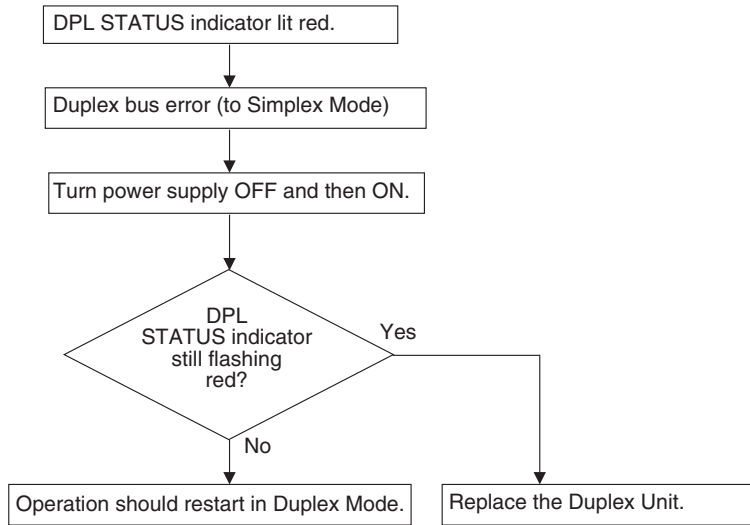 DPL STATUS indicator lit red.
Duplex bus error (to Simplex Mode)
Turn power supply OFF and then ON.
DPL
STATUS indicator
still flashing
red?
Yes
No
Operation should restart in Duplex Mode.
Replace the Duplex Unit.